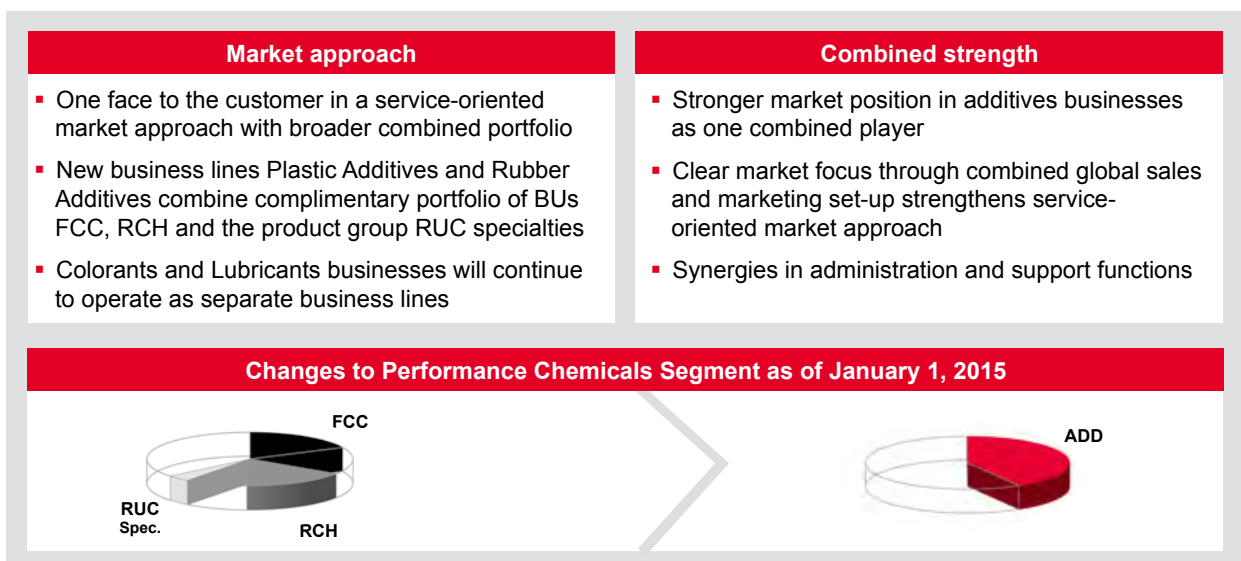 Market approach
▪ One face to the customer in a service-oriented
market approach with broader combined portfolio
▪ New business lines Plastic Additives and Rubber
Additives combine complimentary portfolio of BUs
FCC, RCH and the product group RUC specialties
▪ Colorants and Lubricants businesses will continue
to operate as separate business lines
Combined strength
▪ Stronger market position in additives businesses
as one combined player
▪ Clear market focus through combined global sales
and marketing set-up strengthens service-
oriented market approach
▪ Synergies in administration and support functions
Changes to Performance Chemicals Segment as of January 1, 2015
FCC
RUC
Spec.
RCH
ADD